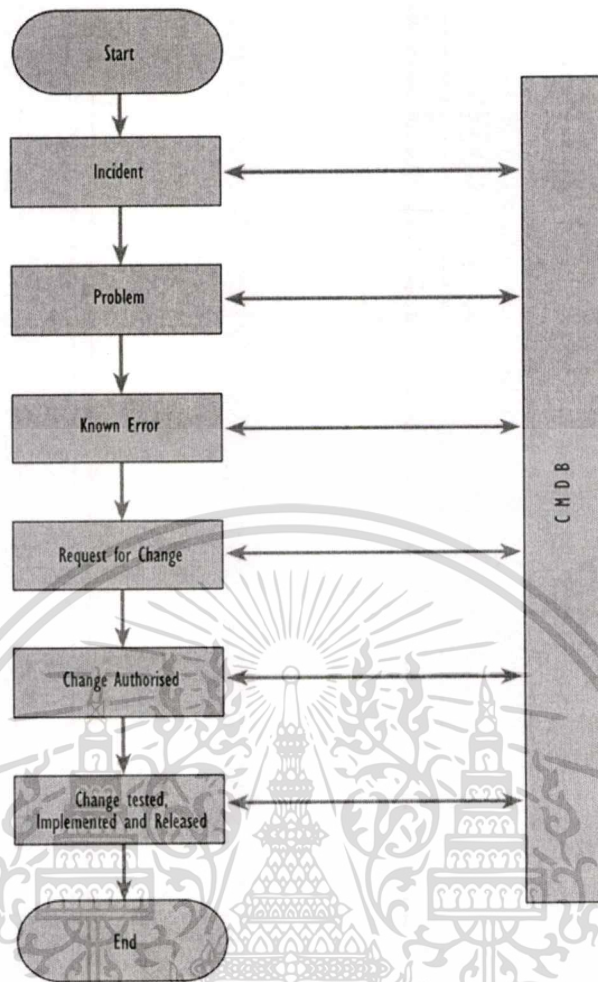 Start
Incident
Problem
Known Error
Request for Change
Change Authorised
Change tested,
Implemented and Released
End
CMDB